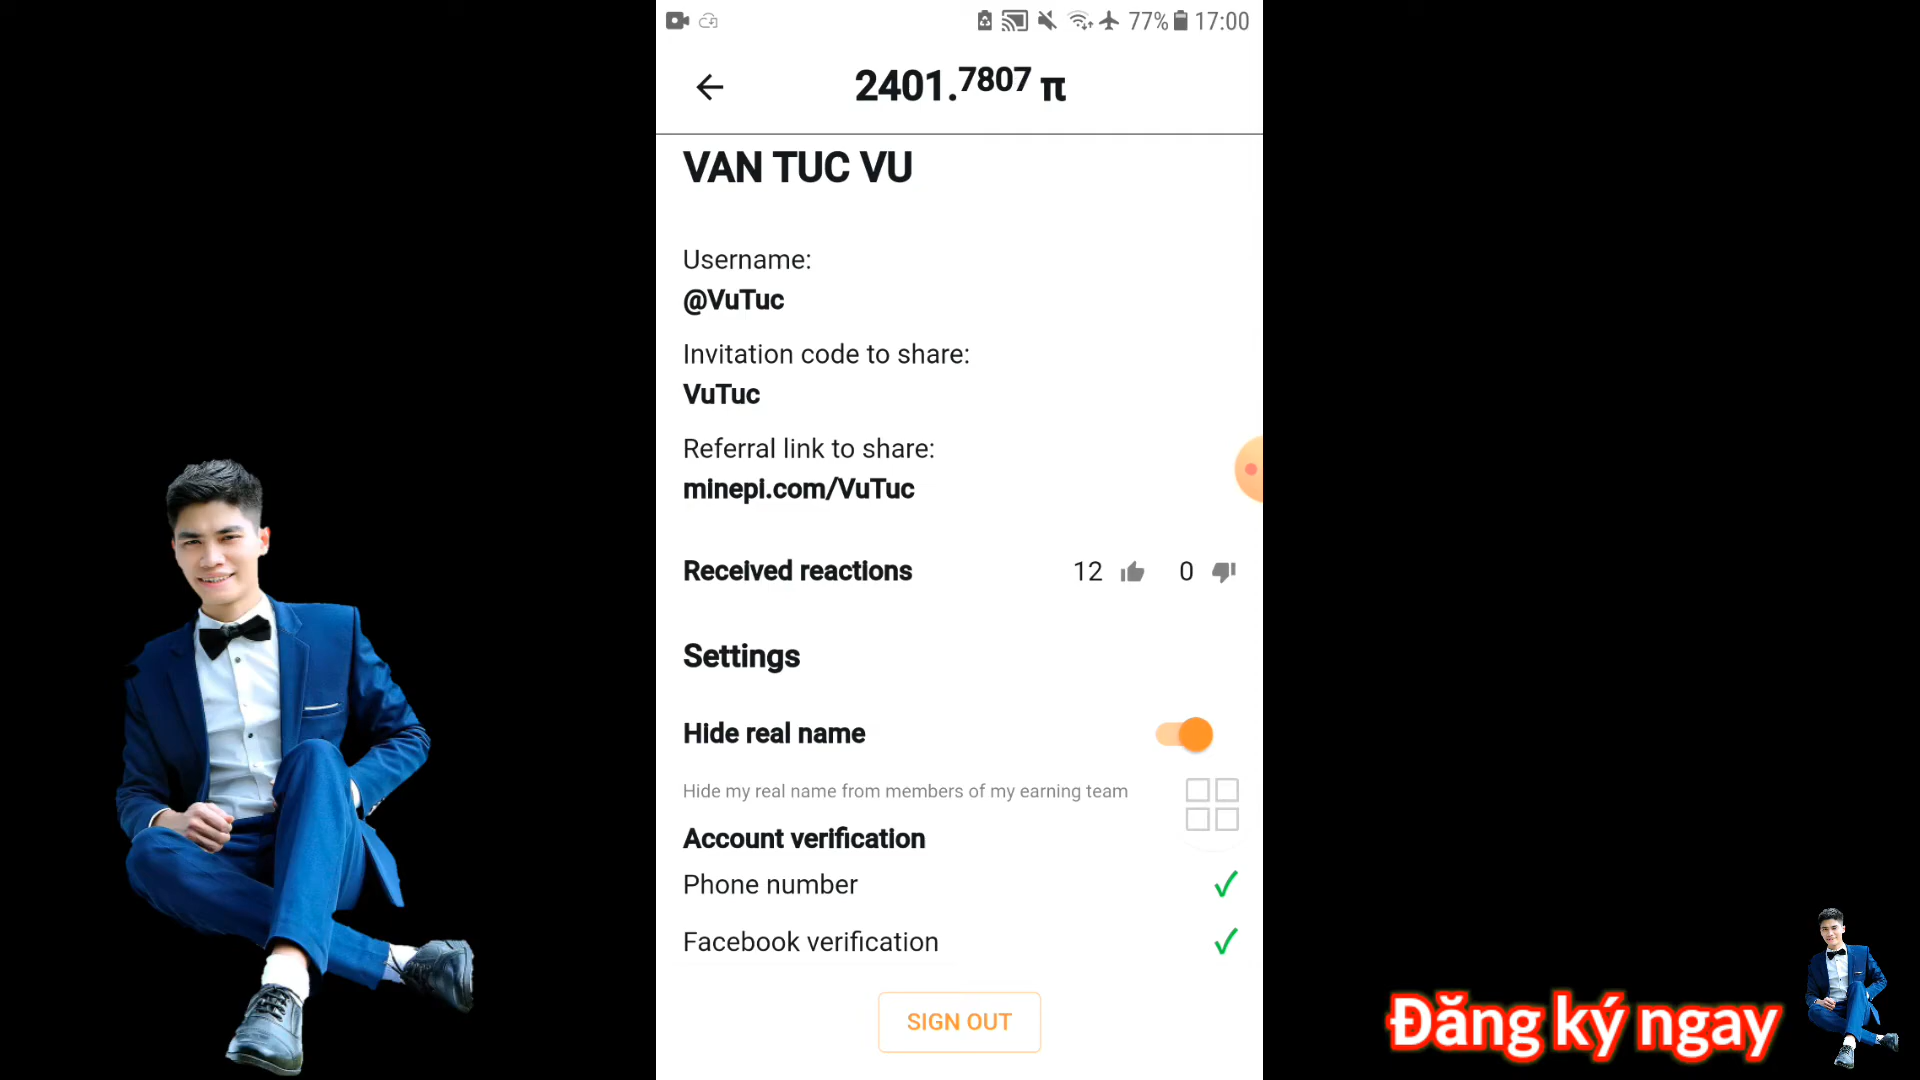 77% 17:00
2401.7807 π
VAN TUC VU
Username:
@VuTuc
Invitation code to share:
VuTuc
Referral link to share:
minepi.com/VuTuc
Received reactions 12 0
Settings
Hide real name
Hide my real name from members of my earning team
Account verification
Phone number
Facebook verification
SIGN OUT
Đăng ký ngay